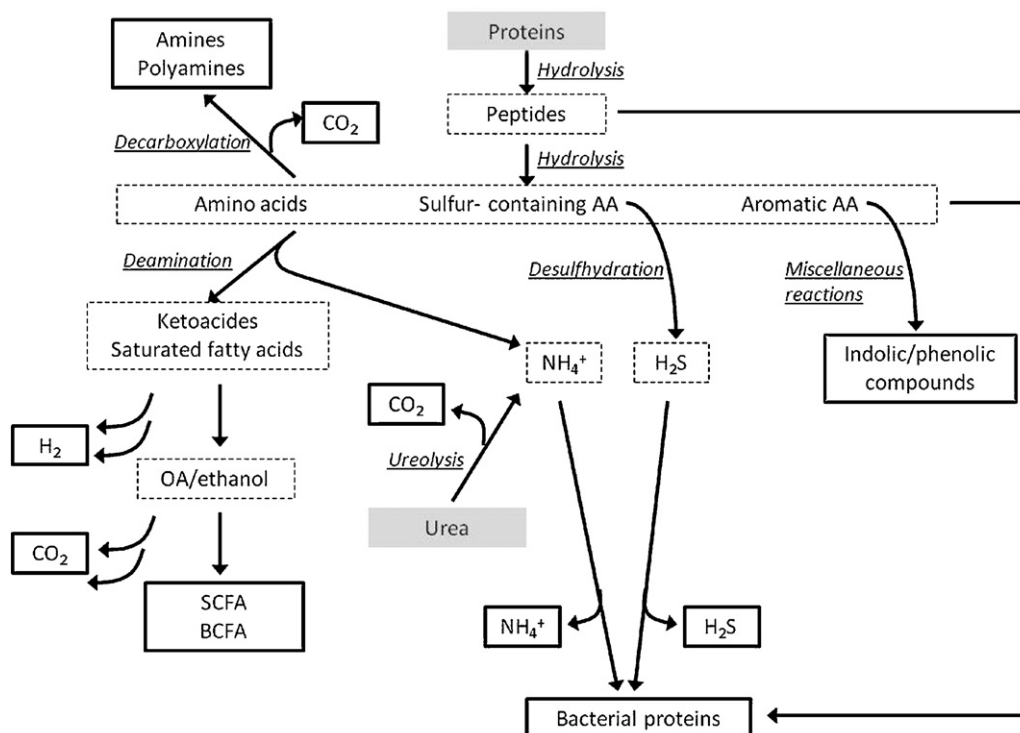 Amines
Polyamines
Proteins
Hydrolysis
CO₂
Peptides
Decarboxylation
Hydrolysis
Amino acids
Sulfur- containing AA
Aromatic AA
Deamination
Desulfhydration
Miscellaneous
reactions
Ketoacides
Saturated fatty acids
NH₄⁺
H₂S
Indolic/phenolic
compounds
CO₂
H₂
Ureolysis
OA/ethanol
Urea
CO₂
SCFA
BCFA
NH₄⁺
H₂S
Bacterial proteins